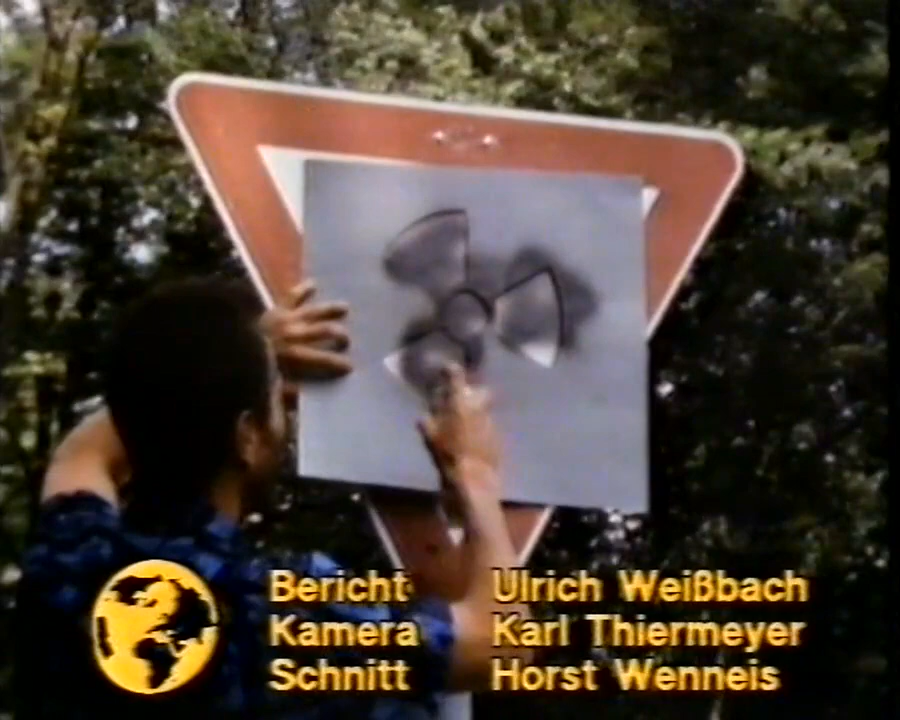 Bericht Ulrich Weißbach
Kamera Karl Thiermeyer
Schnitt Horst Wenneis